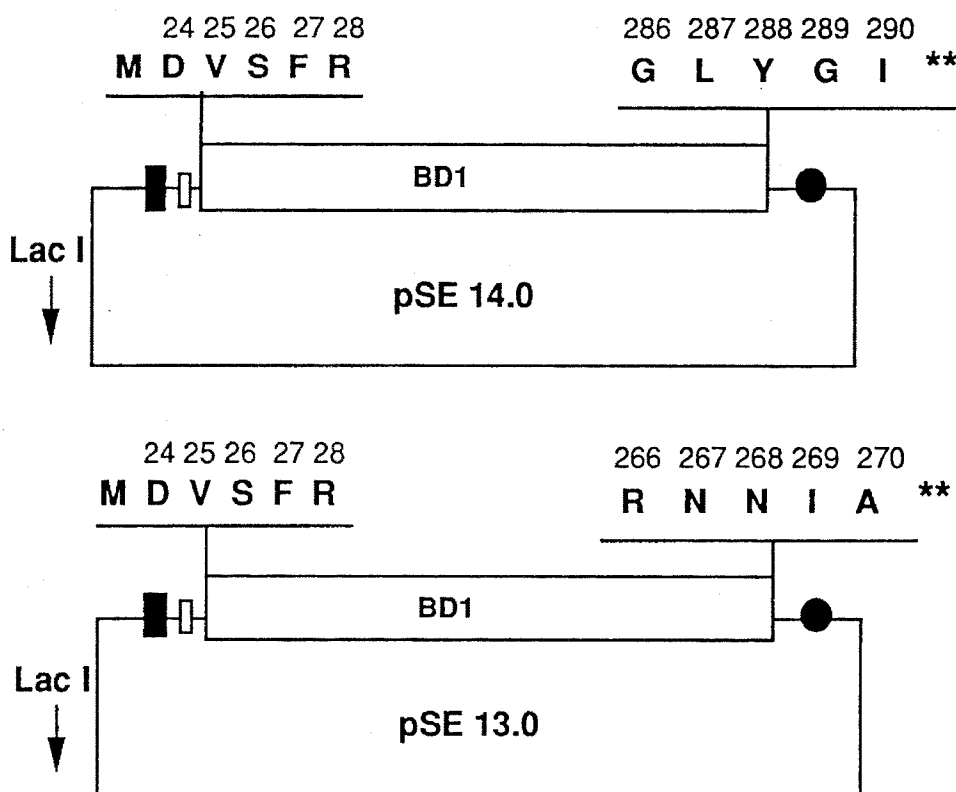 24 25 26 27 28 286 287 288 289 290
M D V S F R G L Y G I **
BD1
Lac I
pSE 14.0
24 25 26 27 28 266 267 268 269 270
M D V S F R R N N I A **
BD1
Lac I
pSE 13.0